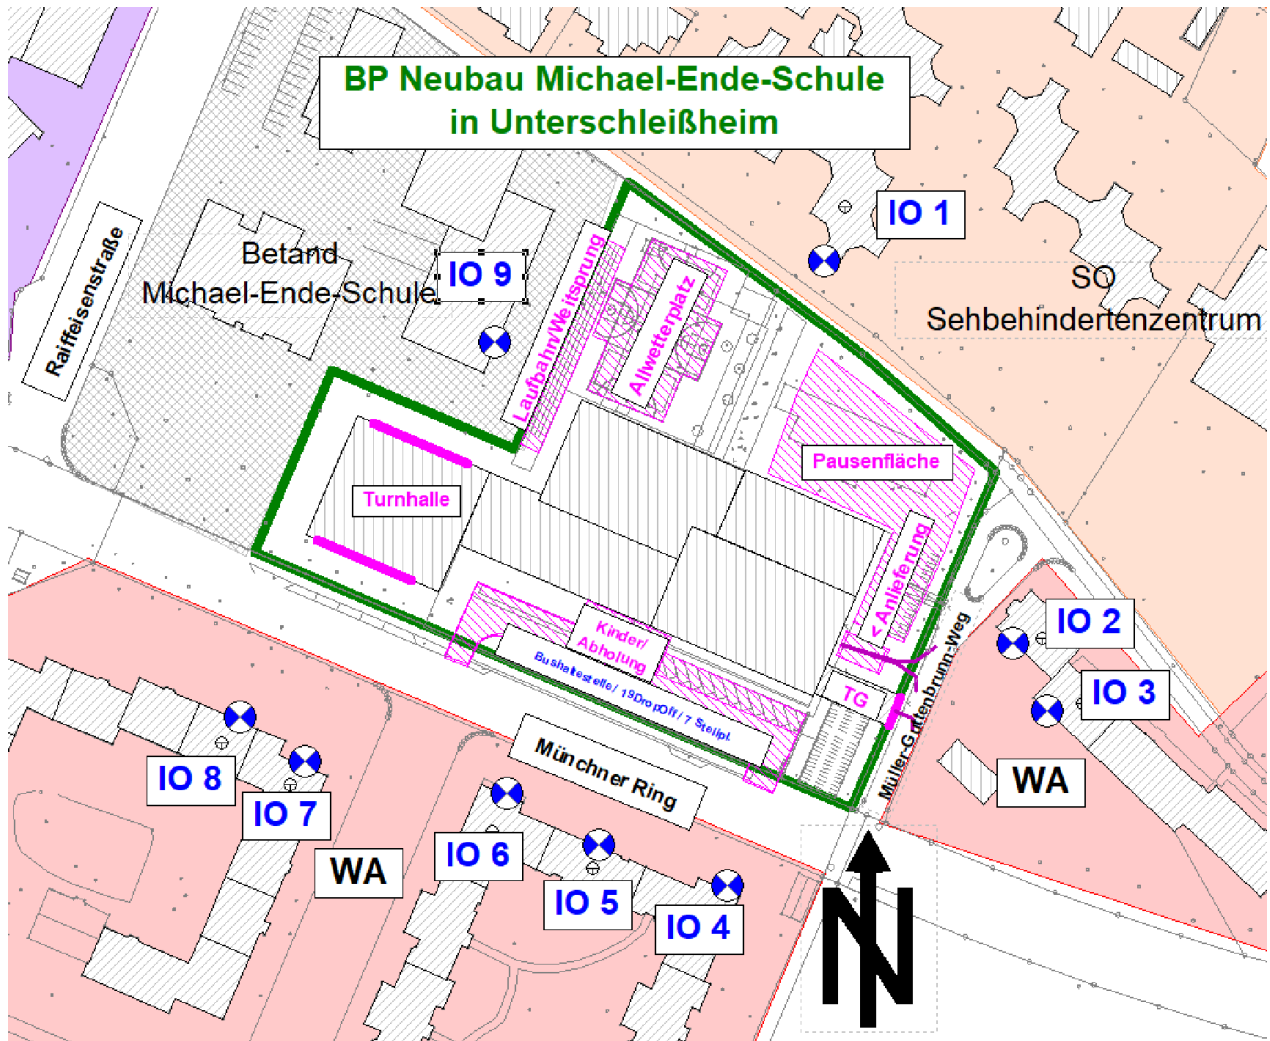 BP Neubau Michael-Ende-Schule
in Unterschleißheim
IO 1
Betand
Michael-Ende-Schule
IO 9
SO
Sehbehindertenzentrum
Raiffeisenstraße
Laufbahn/Weitsprung
Allwetterplatz
Pausenfläche
Turnhalle
< Anlieferung
Kinder/
Abholung
Bushaltestelle / 19DropOff / 7 Stellpl.
TG
Müller-Guttenbrunn-Weg
IO 2
IO 3
WA
Münchner Ring
IO 8
IO 7
WA
IO 6
IO 5
IO 4
N